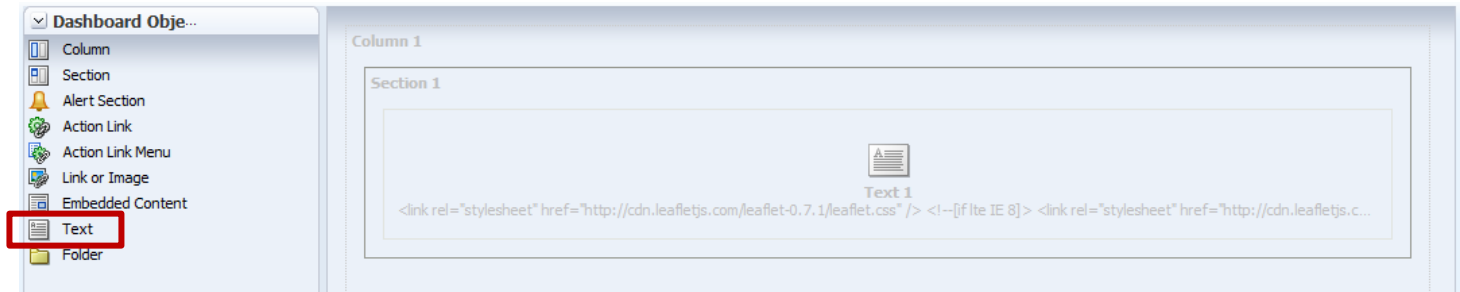 Dashboard Obje...
Column
Section
Alert Section
Action Link
Action Link Menu
Link or Image
Embedded Content
Text
Folder
Column 1
Section 1
Text 1
<link rel="stylesheet" href="http://cdn.leafletjs.com/leaflet-0.7.1/leaflet.css" /> <!--[if lte IE 8]> <link rel="stylesheet" href="http://cdn.leafletjs.c...